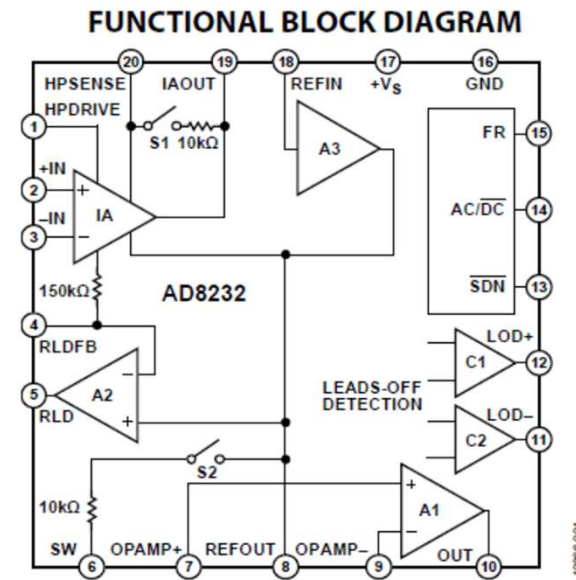 FUNCTIONAL BLOCK DIAGRAM
20 19 18 17 16
HPSENSE IAOUT REFIN +VS GND
HPDRIVE
1
S1 10kΩ
A3
FR 15
+IN
2
+
IA
AC/DC 14
–IN
3
–
150kΩ
AD8232
SDN 13
4
RLDFB
LOD+
C1
12
–
A2
5
RLD
+
LEADS-OFF
DETECTION
LOD–
C2
11
S2
10kΩ
+
A1
–
SW OPAMP+ REFOUT OPAMP– OUT
6 7 8 9 10